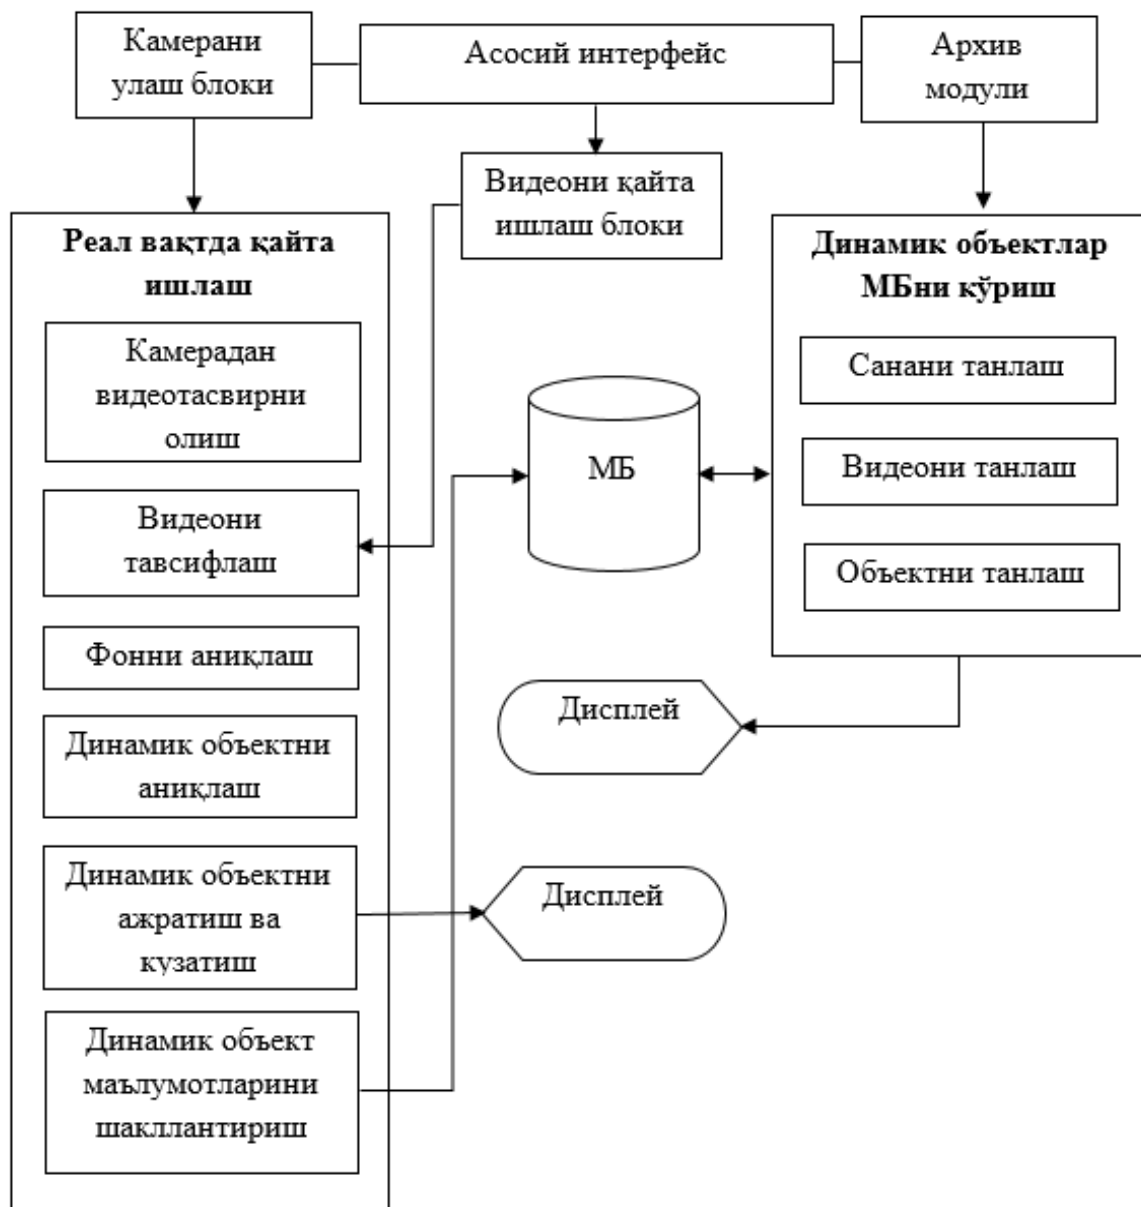 Камерани
улаш блоки
Асосий интерфейс
Архив
модули
Видеони қайта
ишлаш блоки
Реал вақтда қайта
ишлаш
Камерадан
видеотасвирни
олиш
Видеони
тавсифлаш
Фонни аниқлаш
Динамик объектни
аниқлаш
Динамик объектни
ажратиш ва
кузатиш
Динамик объект
маълумотларини
шакллантириш
МБ
Динамик объектлар
МБни кўриш
Санани танлаш
Видеони танлаш
Объектни танлаш
Дисплей
Дисплей